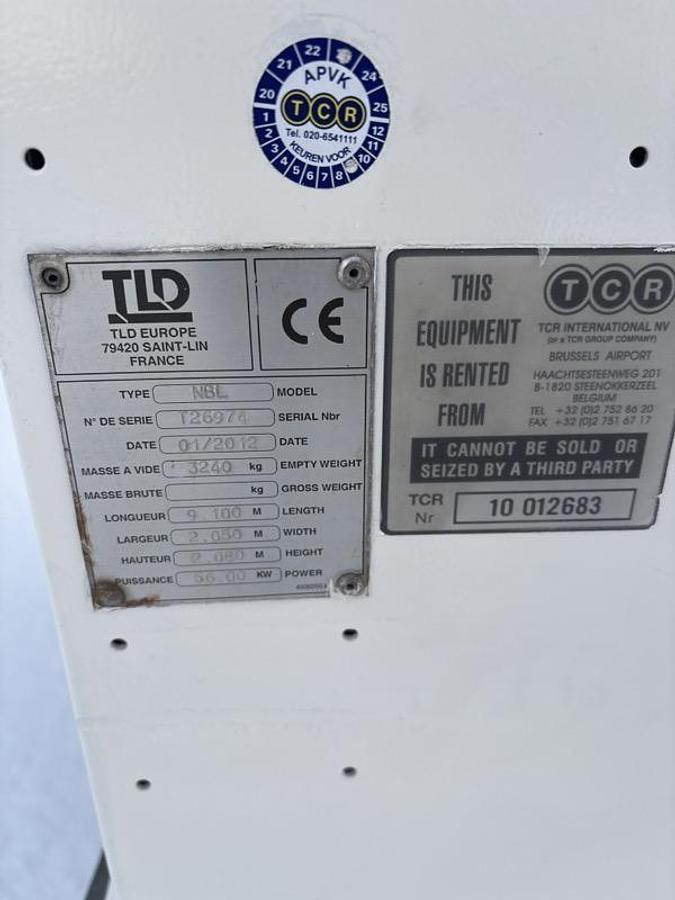 20 21 22 24 25
APVK
TCR
Tel. 020-6541111
KEUREN VOOR
1 2 3 4 5 6 7 8 10 11 12
TLD
TLD EUROPE
79420 SAINT-LIN
FRANCE
CE
TYPE NBL MODEL
N° DE SERIE T26974 SERIAL Nbr
DATE 01/2012 DATE
MASSE A VIDE 3240 kg EMPTY WEIGHT
MASSE BRUTE kg GROSS WEIGHT
LONGUEUR 9.100 M LENGTH
LARGEUR 2.050 M WIDTH
HAUTEUR 2.080 M HEIGHT
PUISSANCE 56.00 KW POWER
THIS
EQUIPMENT
IS RENTED
FROM
TCR
TCR INTERNATIONAL NV
(OR A TCR GROUP COMPANY)
BRUSSELS AIRPORT
HAACHTSESTEENWEG 201
B-1820 STEENOKKERZEEL
BELGIUM
TEL +32 (0)2 752 86 20
FAX +32 (0)2 751 67 17
IT CANNOT BE SOLD OR
SEIZED BY A THIRD PARTY
TCR
Nr
10 012683